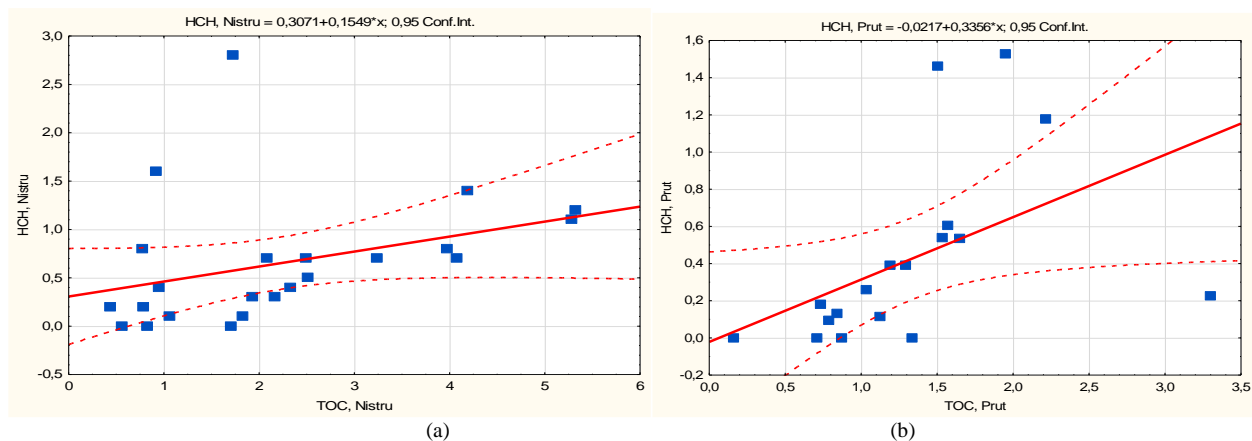 HCH, Nistru = 0,3071+0,1549*x; 0,95 Conf.Int.
3,0
2,5
2,0
1,5
1,0
0,5
0,0
-0,5
HCH, Nistru
0 1 2 3 4 5 6
TOC, Nistru
(a)
HCH, Prut = -0,0217+0,3356*x; 0,95 Conf.Int.
1,6
1,4
1,2
1,0
0,8
0,6
0,4
0,2
0,0
-0,2
HCH, Prut
0,0 0,5 1,0 1,5 2,0 2,5 3,0 3,5
TOC, Prut
(b)